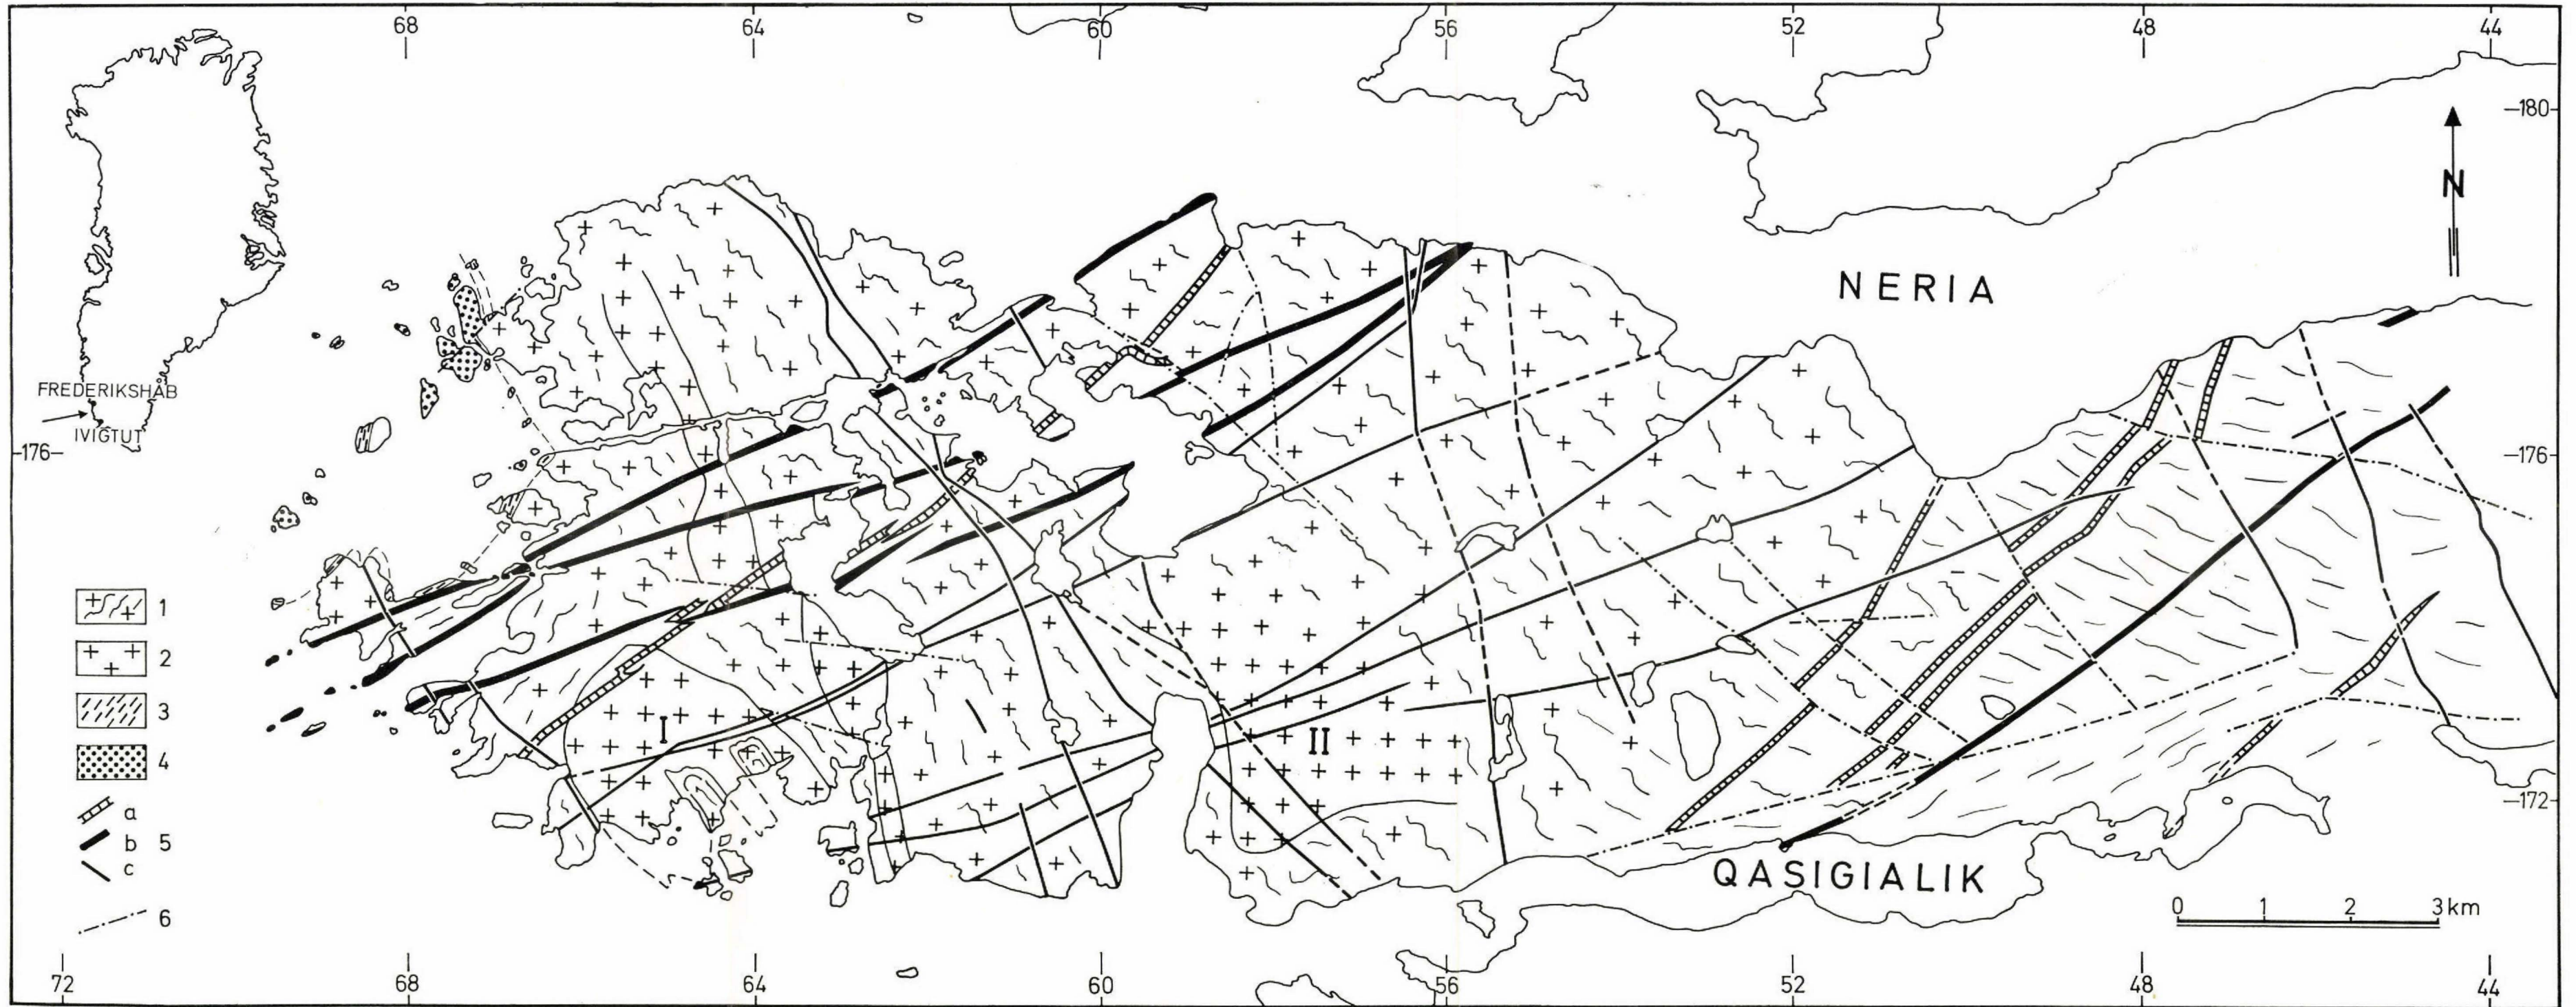 68 64 60 56 52 48 44
—180—
N
NERIA
FREDERIKSHÅB
IVIGTUT
—176—
—176—
1
2
3
4
a
b 5
c
6
I
II
—172—
QASIGIALIK
0 1 2 3 km
72 68 64 60 56 52 48 44